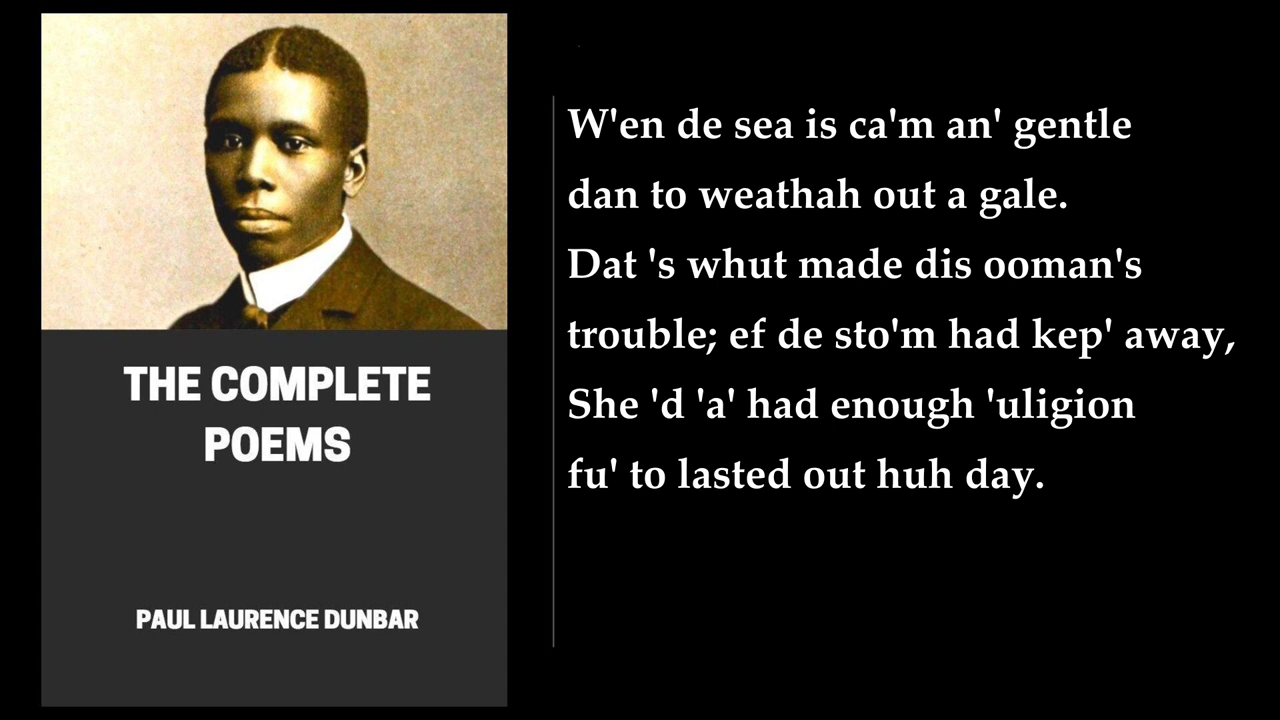 THE COMPLETE
POEMS
PAUL LAURENCE DUNBAR
W'en de sea is ca'm an' gentle
dan to weathah out a gale.
Dat 's whut made dis ooman's
trouble; ef de sto'm had kep' away,
She 'd 'a' had enough 'uligion
fu' to lasted out huh day.